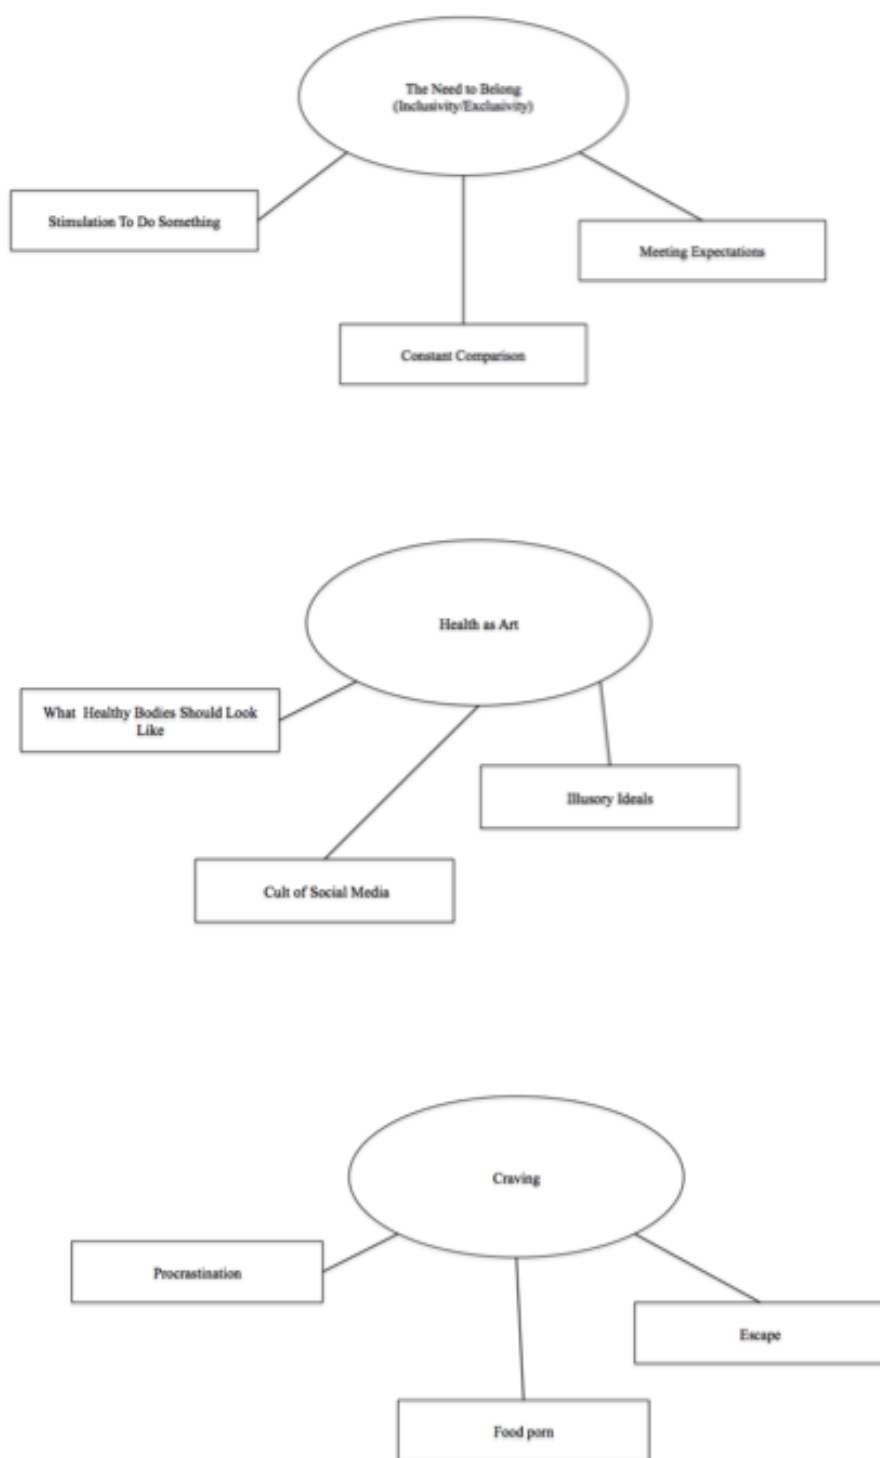 The Need to Belong
(Inclusivity/Exclusivity)
Stimulation To Do Something
Meeting Expectations
Constant Comparison
Health as Art
What Healthy Bodies Should Look
Like
Illusory Ideals
Cult of Social Media
Craving
Procrastination
Escape
Food porn